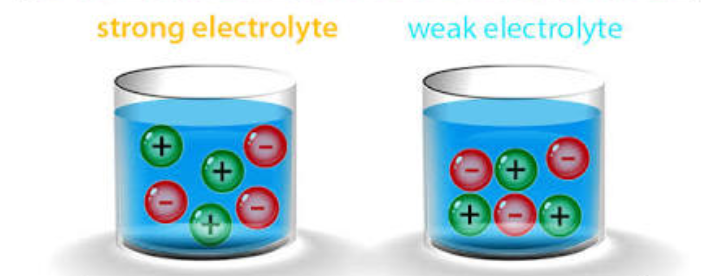 strong electrolyte weak electrolyte
+ -
+
- -
+
- + -
+ - +